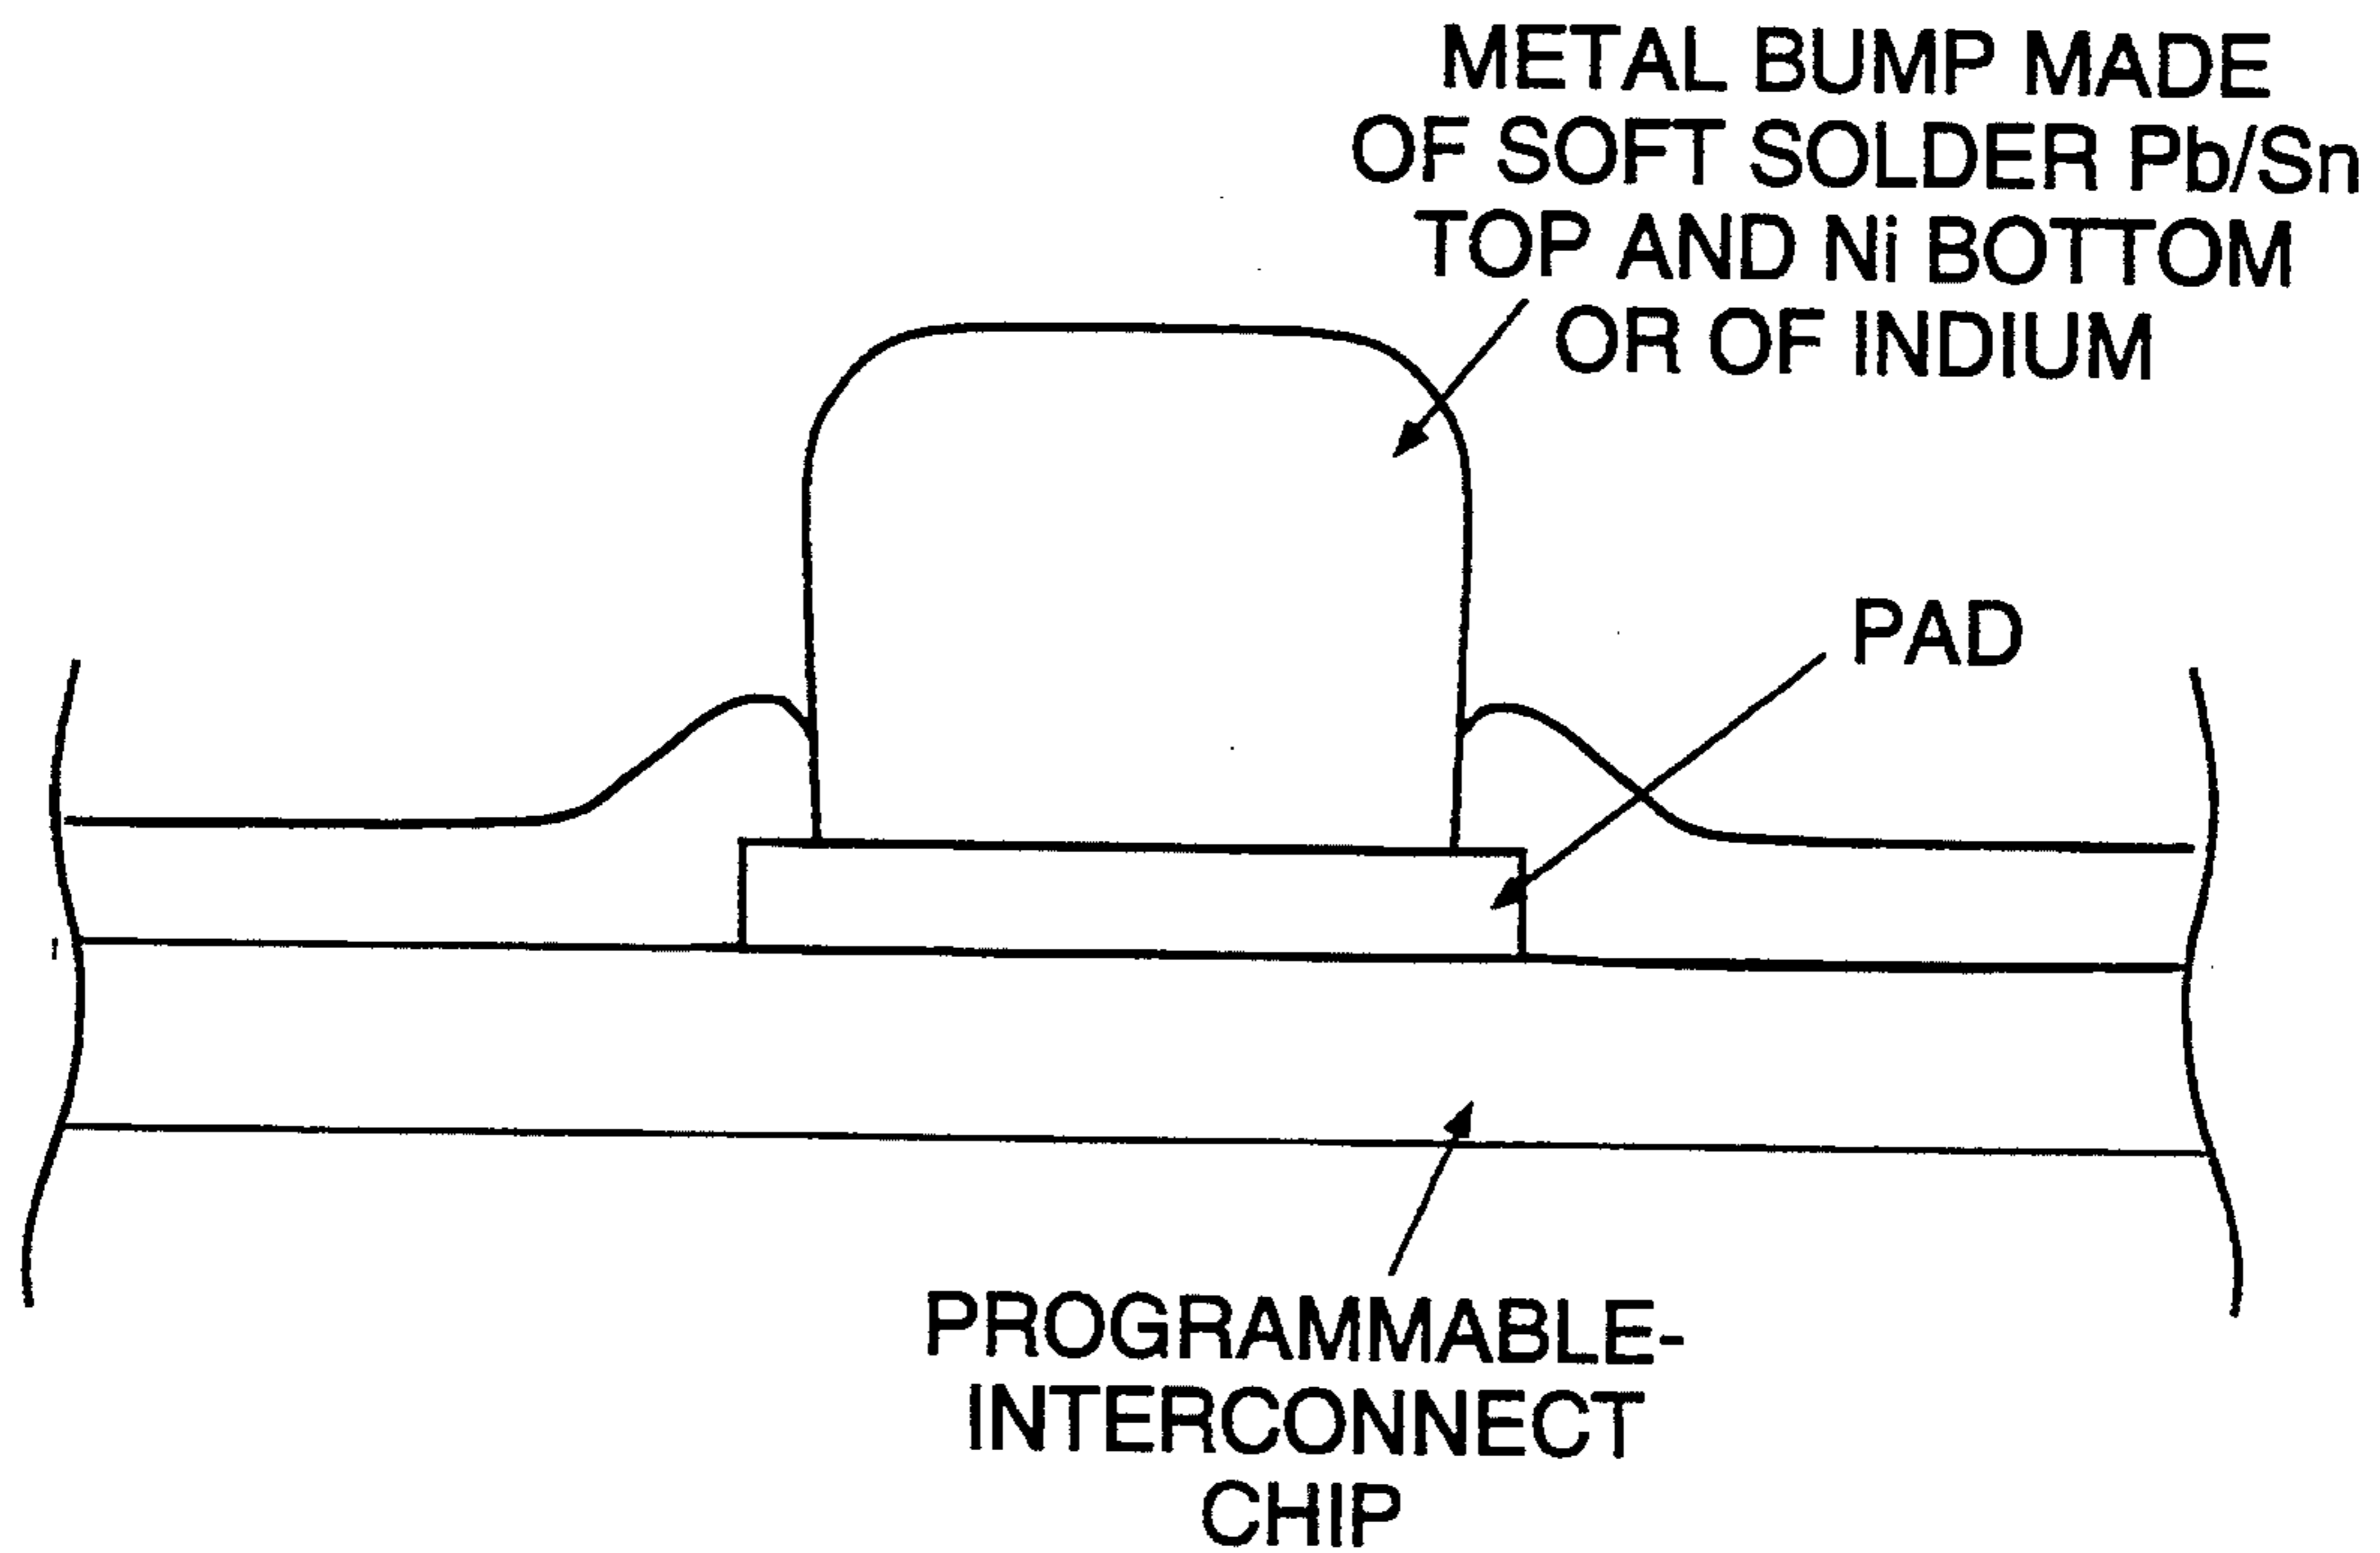 METAL BUMP MADE
OF SOFT SOLDER Pb/Sn
TOP AND Ni BOTTOM
OR OF INDIUM
PAD
PROGRAMMABLE-
INTERCONNECT
CHIP